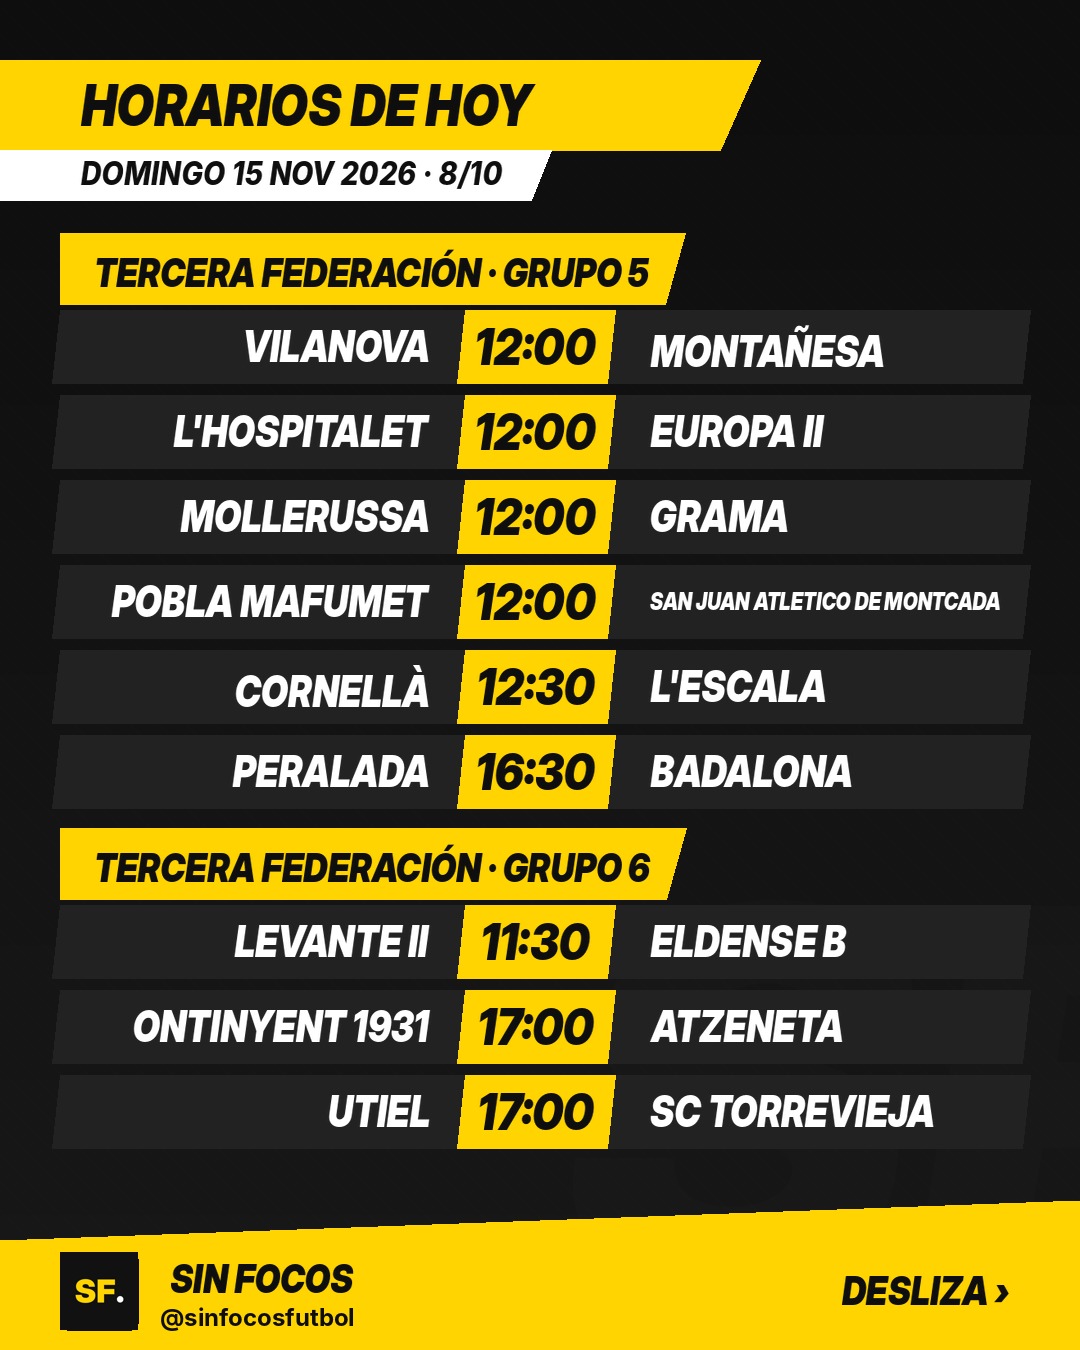 HORARIOS DE HOY
DOMINGO 15 NOV 2026 · 8/10
TERCERA FEDERACIÓN · GRUPO 5
VILANOVA 12:00 MONTAÑESA
L'HOSPITALET 12:00 EUROPA II
MOLLERUSSA 12:00 GRAMA
POBLA MAFUMET 12:00 SAN JUAN ATLETICO DE MONTCADA
CORNELLÀ 12:30 L'ESCALA
PERALADA 16:30 BADALONA
TERCERA FEDERACIÓN · GRUPO 6
LEVANTE II 11:30 ELDENSE B
ONTINYENT 1931 17:00 ATZENETA
UTIEL 17:00 SC TORREVIEJA
SF.
SIN FOCOS
@sinfocosfutbol
DESLIZA ›